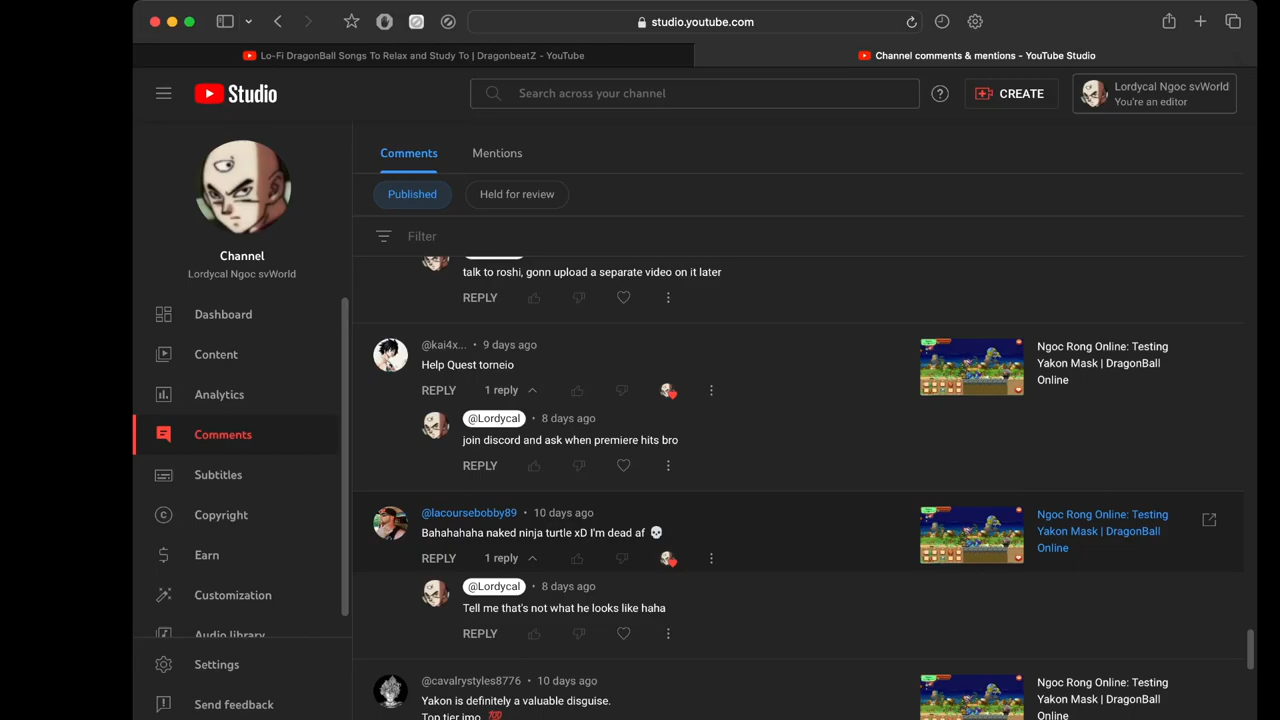 studio.youtube.com
Lo-Fi DragonBall Songs To Relax and Study To | DragonbeatZ - YouTube
Channel comments & mentions - YouTube Studio
Studio
Search across your channel
CREATE
Lordycal Ngoc svWorld
You're an editor
Channel
Lordycal Ngoc svWorld
Dashboard
Content
Analytics
Comments
Subtitles
Copyright
Earn
Customization
Audio library
Settings
Send feedback
Comments
Mentions
Published
Held for review
Filter
talk to roshi, gonn upload a separate video on it later
REPLY
@kai4x... • 9 days ago
Help Quest torneio
REPLY 1 reply
Ngoc Rong Online: Testing
Yakon Mask | DragonBall
Online
@Lordycal • 8 days ago
join discord and ask when premiere hits bro
REPLY
@lacoursebobby89 • 10 days ago
Bahahahaha naked ninja turtle xD I'm dead af 💀
REPLY 1 reply
Ngoc Rong Online: Testing
Yakon Mask | DragonBall
Online
@Lordycal • 8 days ago
Tell me that's not what he looks like haha
REPLY
@cavalrystyles8776 • 10 days ago
Yakon is definitely a valuable disguise.
Top tier imo. 💯
Ngoc Rong Online: Testing
Yakon Mask | DragonBall
Online